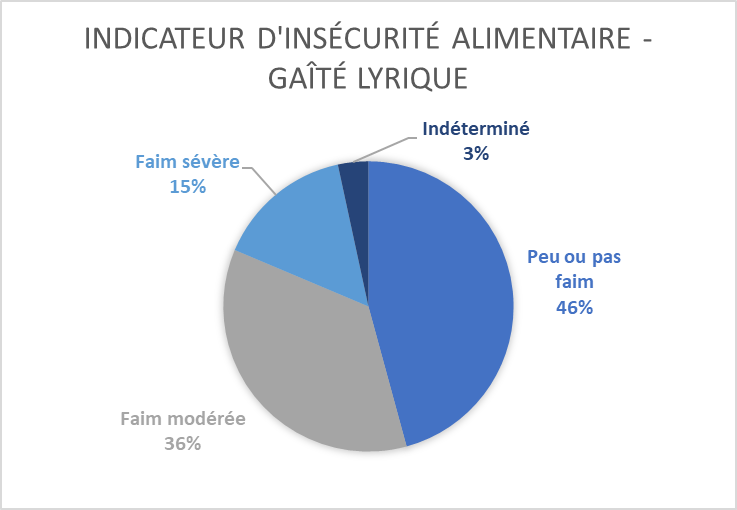 INDICATEUR D'INSÉCURITÉ ALIMENTAIRE -
GAÎTÉ LYRIQUE
Indéterminé
3%
Faim sévère
15%
Peu ou pas
faim
46%
Faim modérée
36%